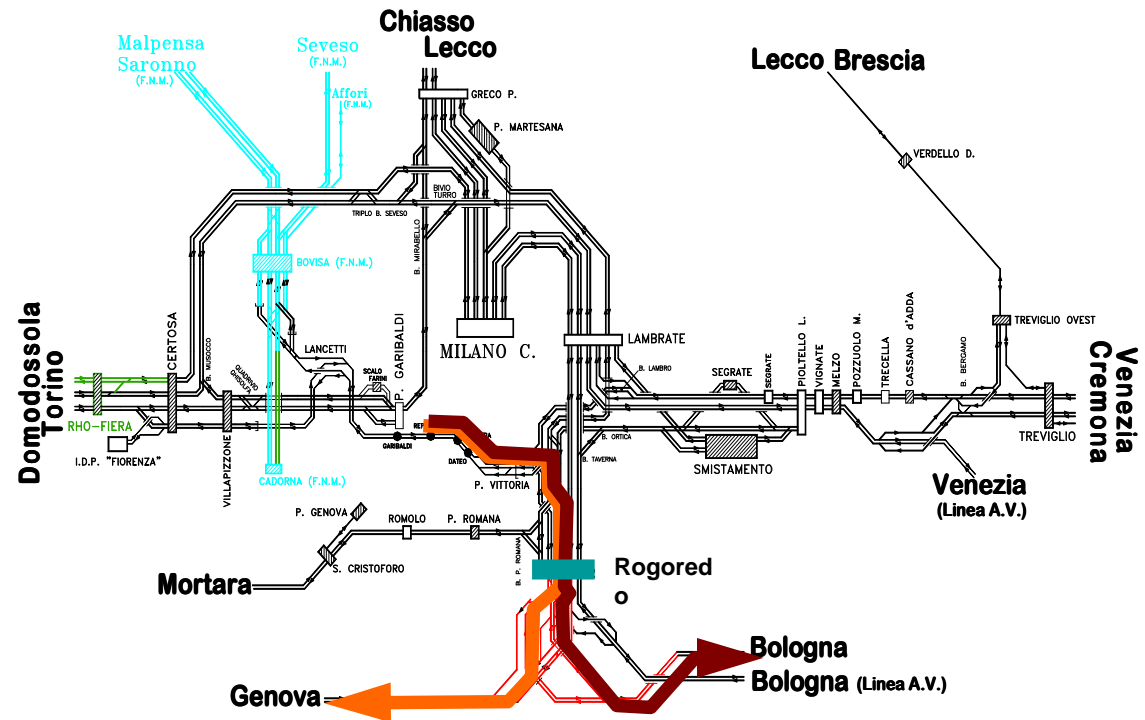 Chiasso
Lecco
Malpensa
Saronno
(F.N.M.)
Seveso
(F.N.M.)
Affori
(F.N.M.)
Lecco Brescia
GRECO P.
P. MARTESANA
VERDELLO D.
BIVIO
TURRO
TRIPLO B. SEVESO
B. MIRABELLO
BOVISA (F.N.M.)
Domodossola
Torino
CERTOSA
B. MUSOCCO
QUADRIVIO
GHISOLFA
LANCETTI
SCALO
FARINI
P. GARIBALDI
MILANO C.
LAMBRATE
B. LAMBRO
SEGRATE
SEGRATE
PIOLTELLO L.
VIGNATE
MELZO
POZZUOLO M.
TRECELLA
CASSANO d'ADDA
B. BERGAMO
TREVIGLIO OVEST
Venezia
Cremona
RHO-FIERA
I.D.P. "FIORENZA"
VILLAPIZZONE
CADORNA (F.N.M.)
GARIBALDI
DATEO
P. VITTORIA
B. ORTICA
B. TAVERNA
SMISTAMENTO
TREVIGLIO
Venezia
(Linea A.V.)
P. GENOVA
ROMOLO
P. ROMANA
S. CRISTOFORO
B. P. ROMANA
Mortara
Rogored
o
Bologna
Bologna (Linea A.V.)
Genova